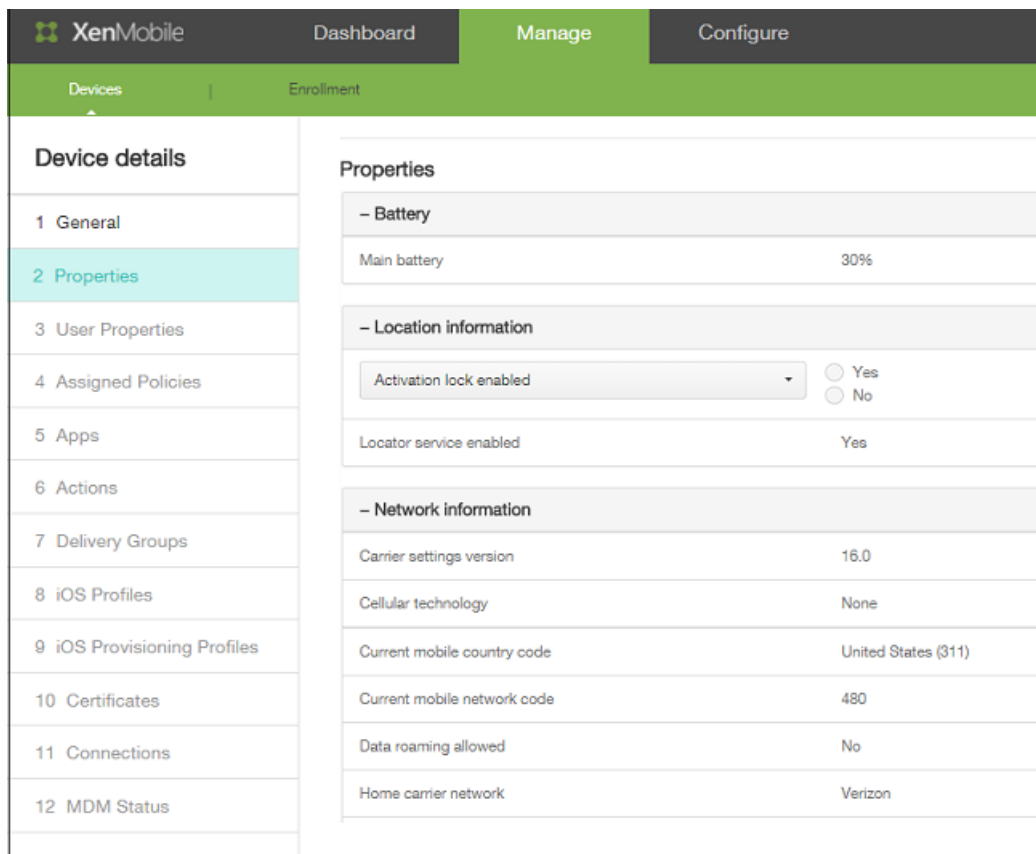 XenMobile Dashboard Manage Configure
Devices | Enrollment
Device details
1 General
2 Properties
3 User Properties
4 Assigned Policies
5 Apps
6 Actions
7 Delivery Groups
8 iOS Profiles
9 iOS Provisioning Profiles
10 Certificates
11 Connections
12 MDM Status
Properties
– Battery
Main battery 30%
– Location information
Activation lock enabled Yes
No
Locator service enabled Yes
– Network information
Carrier settings version 16.0
Cellular technology None
Current mobile country code United States (311)
Current mobile network code 480
Data roaming allowed No
Home carrier network Verizon